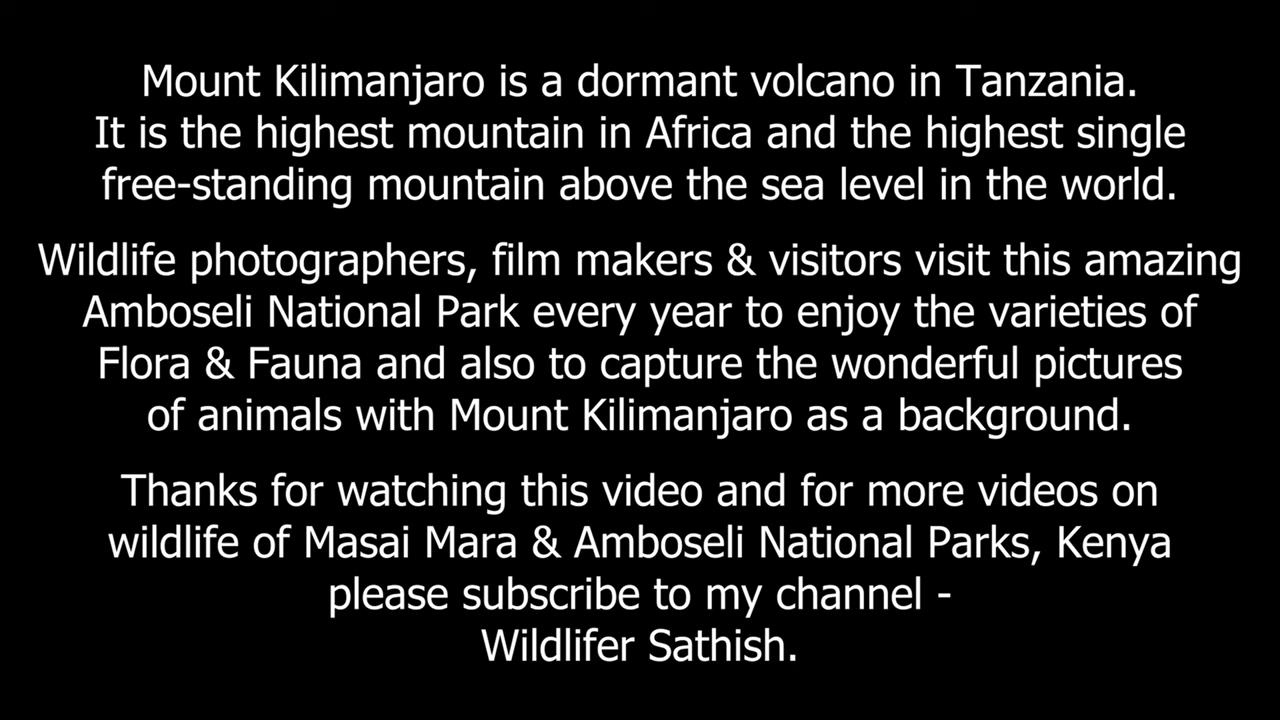 Mount Kilimanjaro is a dormant volcano in Tanzania.
It is the highest mountain in Africa and the highest single
free-standing mountain above the sea level in the world.
Wildlife photographers, film makers & visitors visit this amazing
Amboseli National Park every year to enjoy the varieties of
Flora & Fauna and also to capture the wonderful pictures
of animals with Mount Kilimanjaro as a background.
Thanks for watching this video and for more videos on
wildlife of Masai Mara & Amboseli National Parks, Kenya
please subscribe to my channel -
Wildlifer Sathish.